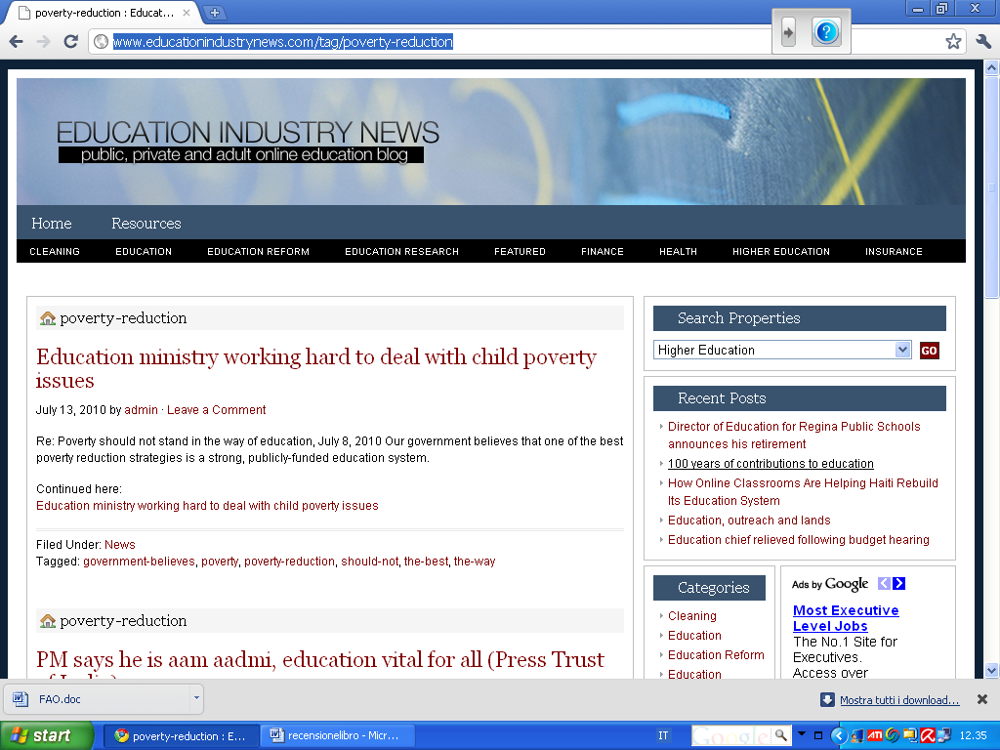 poverty-reduction : Educat...
www.educationindustrynews.com/tag/poverty-reduction
EDUCATION INDUSTRY NEWS
public, private and adult online education blog
Home Resources
CLEANING EDUCATION EDUCATION REFORM EDUCATION RESEARCH FEATURED FINANCE HEALTH HIGHER EDUCATION INSURANCE
poverty-reduction
Education ministry working hard to deal with child poverty
issues
July 13, 2010 by admin · Leave a Comment
Re: Poverty should not stand in the way of education, July 8, 2010 Our government believes that one of the best
poverty reduction strategies is a strong, publicly-funded education system.
Continued here:
Education ministry working hard to deal with child poverty issues
Filed Under: News
Tagged: government-believes, poverty, poverty-reduction, should-not, the-best, the-way
poverty-reduction
PM says he is aam aadmi, education vital for all (Press Trust
of India)
Search Properties
Higher Education GO
Recent Posts
Director of Education for Regina Public Schools
announces his retirement
100 years of contributions to education
How Online Classrooms Are Helping Haiti Rebuild
Its Education System
Education, outreach and lands
Education chief relieved following budget hearing
Categories
Cleaning
Education
Education Reform
Education
Ads by Google
Most Executive
Level Jobs
The No.1 Site for
Executives.
Access over
FAO.doc
Mostra tutti i download...
start
poverty-reduction : E...
recensionelibro - Micr...
IT
Google
ATI
12.35